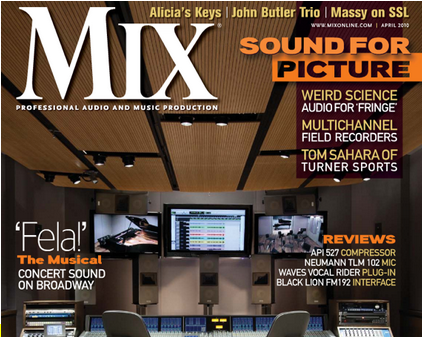 Alicia's Keys | John Butler Trio | Massy on SSL
WWW.MIXONLINE.COM | APRIL 2010
MIX®
PROFESSIONAL AUDIO AND MUSIC PRODUCTION
SOUND FOR
PICTURE
WEIRD SCIENCE
AUDIO FOR 'FRINGE'
MULTICHANNEL
FIELD RECORDERS
TOM SAHARA OF
TURNER SPORTS
'Fela!'
The Musical
CONCERT SOUND
ON BROADWAY
REVIEWS
API 527 COMPRESSOR
NEUMANN TLM 102 MIC
WAVES VOCAL RIDER PLUG-IN
BLACK LION FM192 INTERFACE